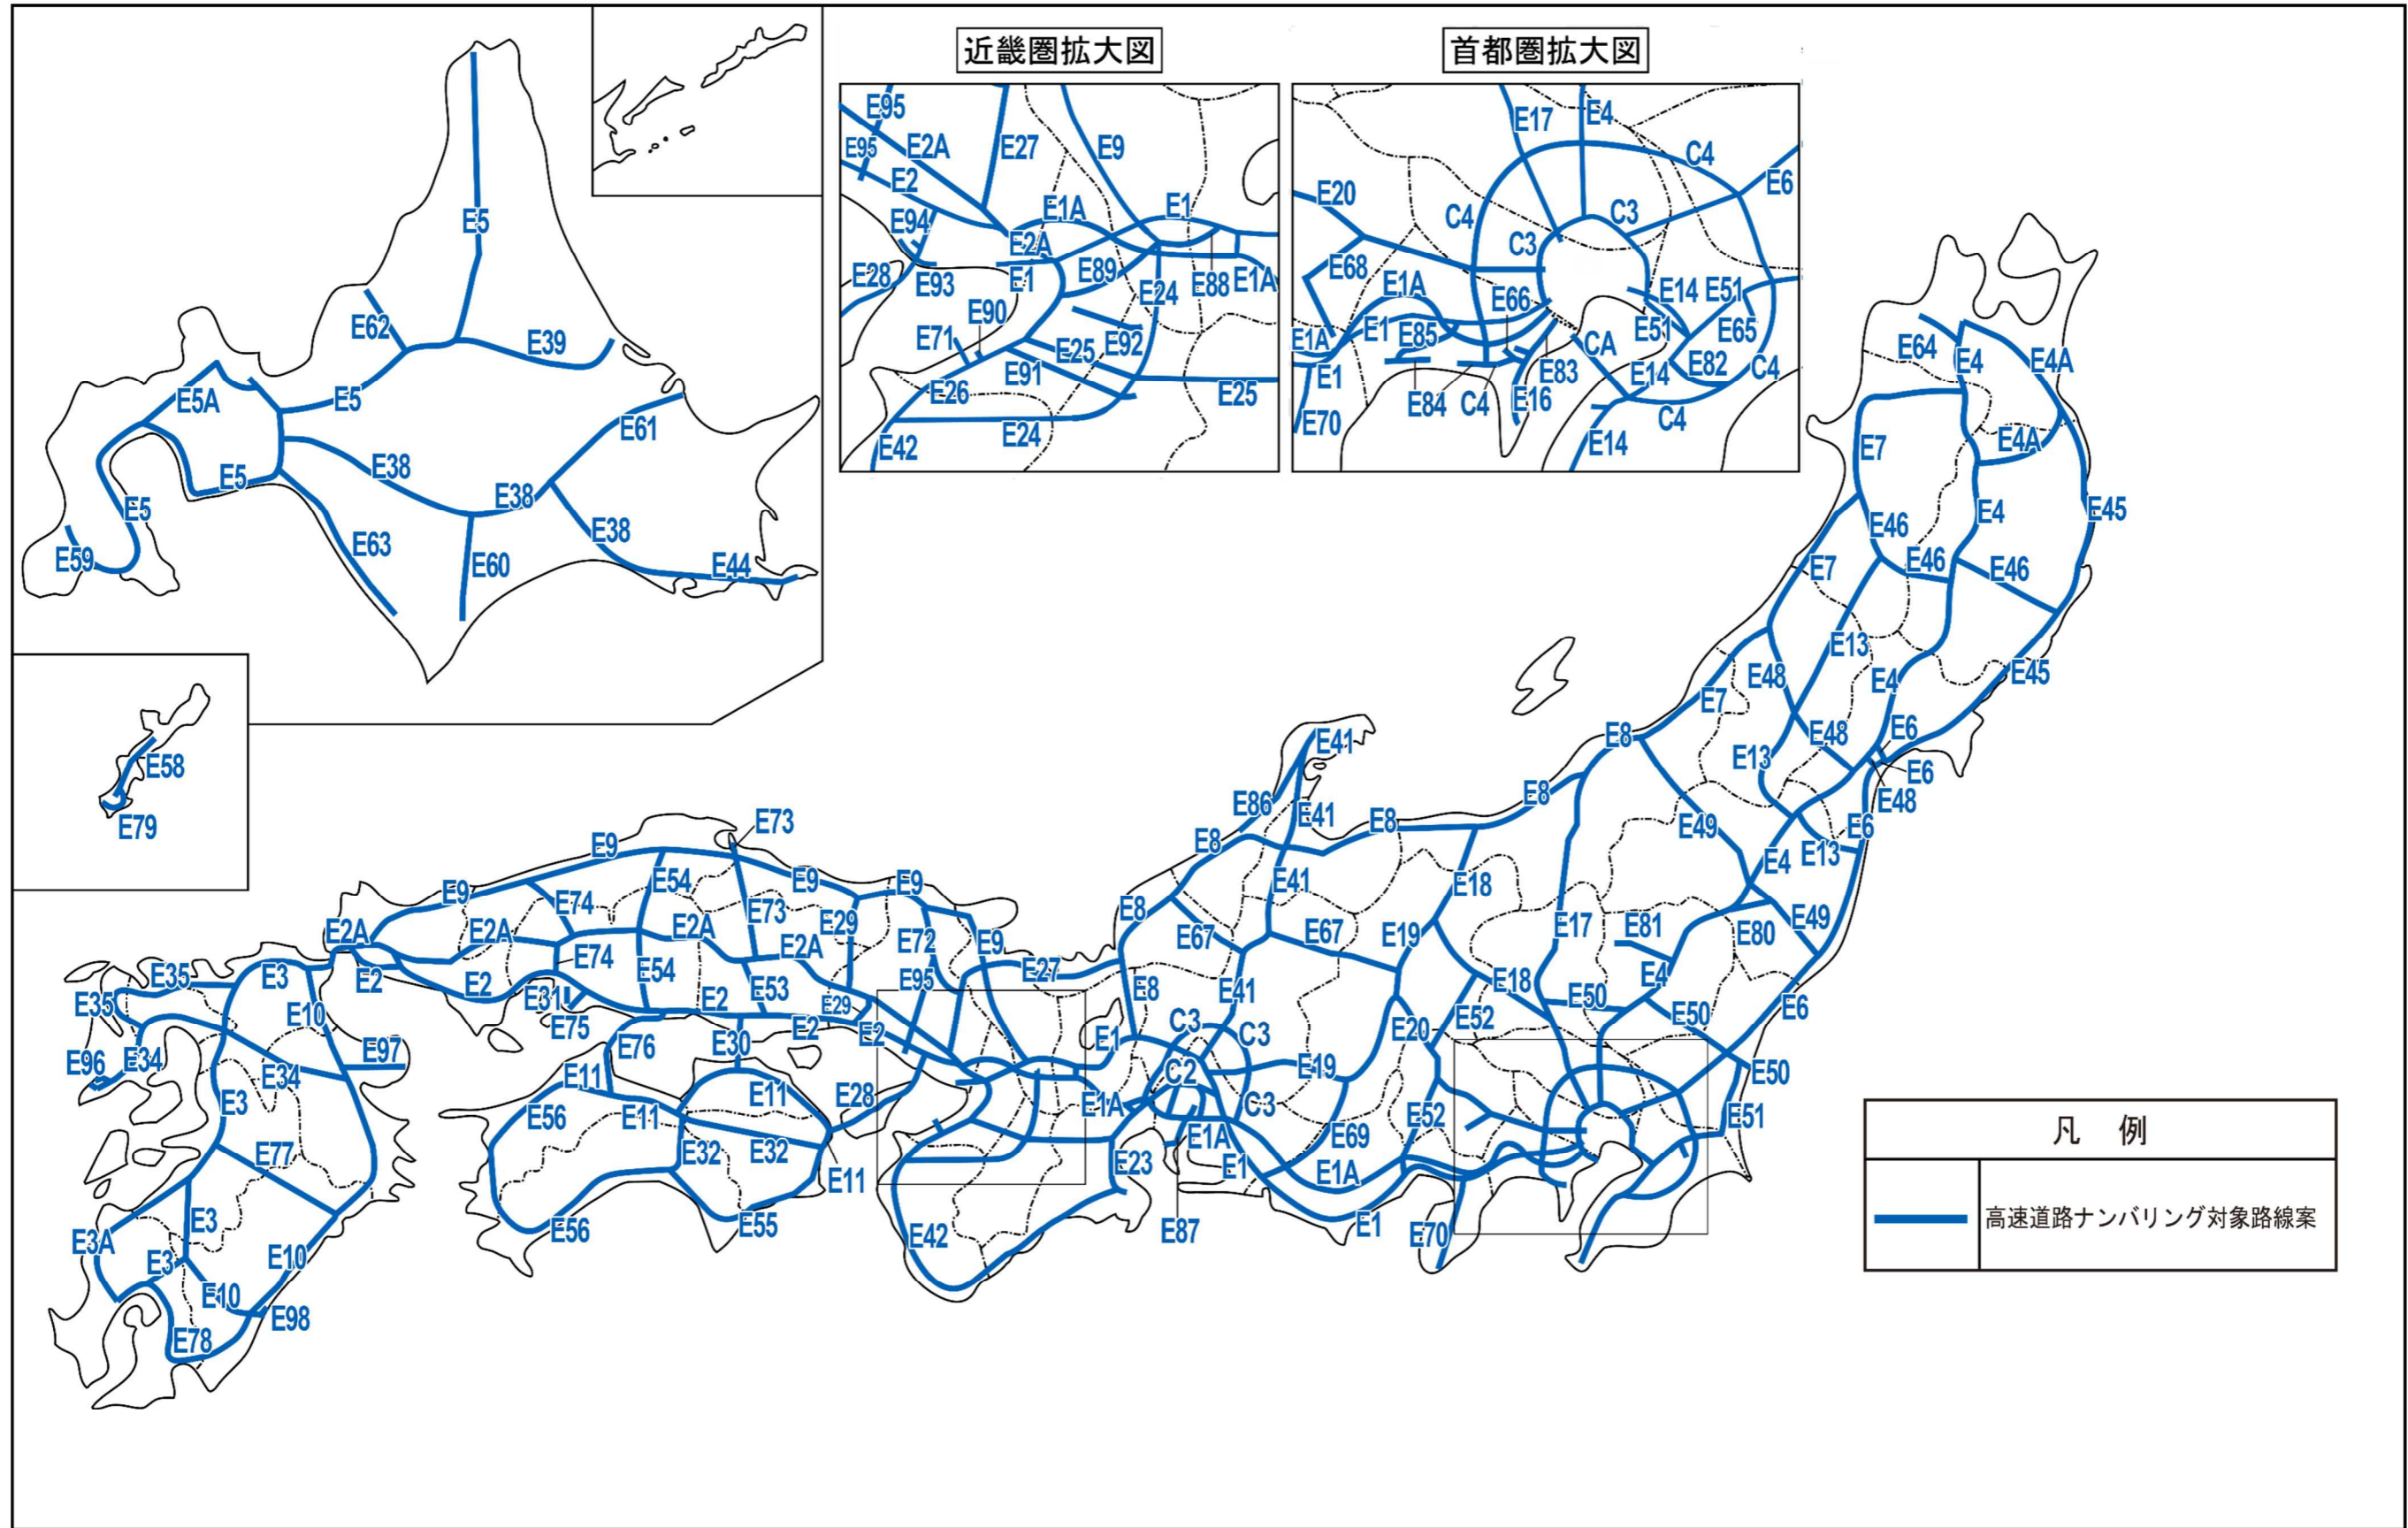 近畿圏拡大図
首都圏拡大図
E5
E62
E39
E5A
E5
E61
E38
E5
E38
E5
E38
E63
E59
E60
E44
E58
E79
E95
E95
E2A
E27
E9
E2
E94
E1A
E1
E2A
E28
E93
E1
E89
E24
E88
E1A
E90
E71
E92
E25
E91
E26
E25
E24
E42
E17
E4
C4
E6
E20
C4
C3
C3
E68
E1A
E66
E14
E51
E1A
E1
E85
E51
E65
CA
E1
E83
E14
E82
C4
E84
C4
E16
C4
E70
E14
E64
E4
E4A
E7
E4A
E46
E4
E45
E7
E46
E46
E13
E48
E4
E45
E7
E8
E48
E6
E13
E6
E48
E41
E8
E86
E41
E8
E8
E49
E6
E4
E13
E73
E9
E54
E9
E9
E9
E74
E73
E29
E41
E18
E8
E2A
E2A
E2A
E2A
E72
E9
E67
E67
E19
E17
E81
E80
E49
E35
E3
E2
E74
E54
E53
E95
E27
E8
E41
E18
E4
E35
E2
E31
E2
E29
E50
E50
E6
E10
E75
E76
E30
E2
E2
E1
C3
C3
E20
E52
E96
E34
E97
E34
E11
E11
E28
C2
E19
E50
E3
E56
E11
E1A
C3
E52
E51
E77
E32
E32
E11
E23
E1A
E1
E69
E1A
E3A
E3
E56
E55
E42
E87
E1
E70
E3
E10
E10
E98
E78
凡 例
高速道路ナンバリング対象路線案